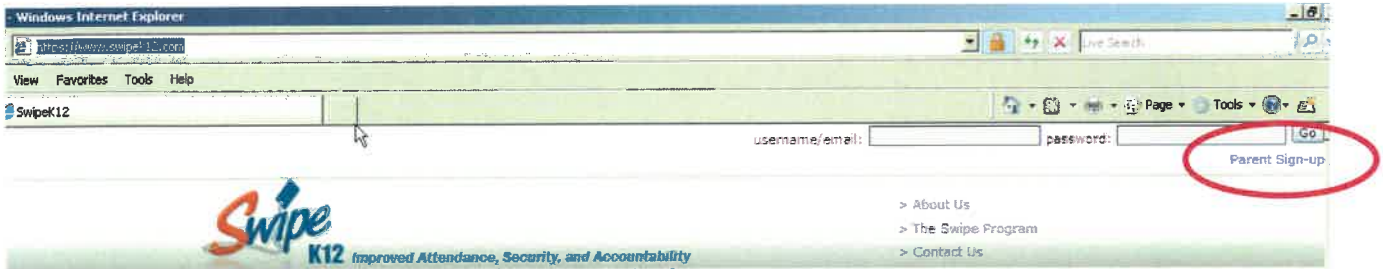 - Windows Internet Explorer
https://www.swipek12.com
Live Search
View Favorites Tools Help
SwipeK12
Page Tools
username/email: password: Go
Parent Sign-up
Swipe
K12 Improved Attendance, Security, and Accountability
> About Us
> The Swipe Program
> Contact Us